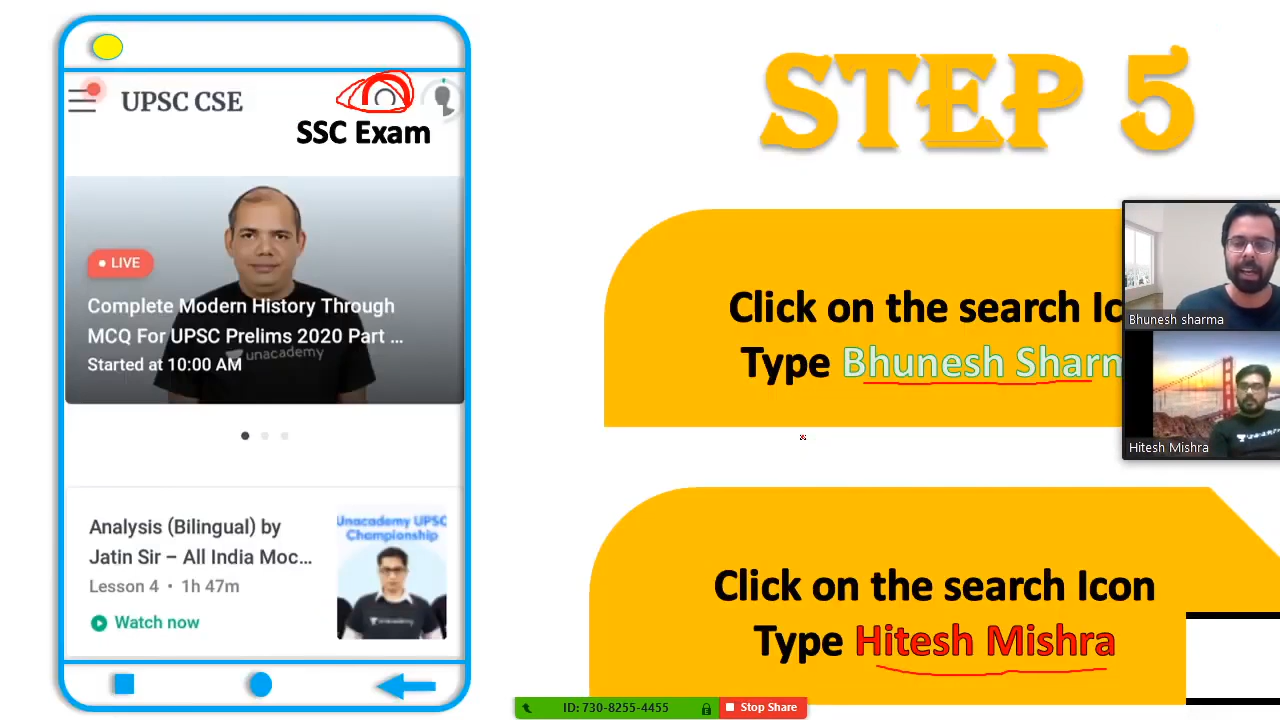 STEP 5
UPSC CSE
SSC Exam
LIVE
Complete Modern History Through
MCQ For UPSC Prelims 2020 Part ...
unacademy
Started at 10:00 AM
Analysis (Bilingual) by
Jatin Sir – All India Moc...
Lesson 4 • 1h 47m
Watch now
Unacademy UPSC
Championship
Click on the search Ic
Type Bhunesh Sharm
Click on the search Icon
Type Hitesh Mishra
Bhunesh sharma
Hitesh Mishra
ID: 730-8255-4455
Stop Share